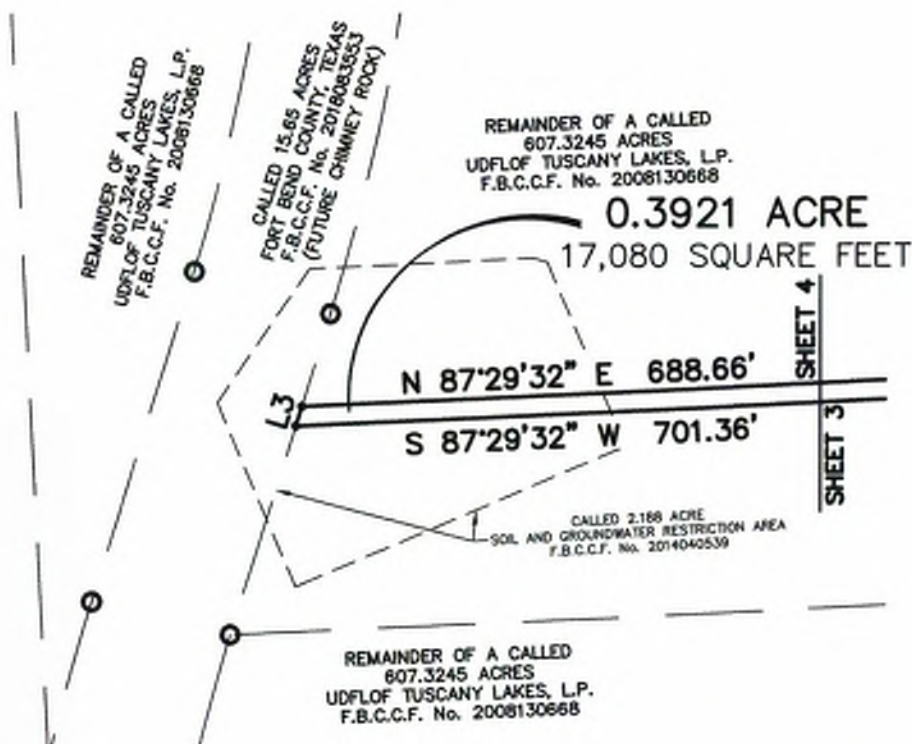 REMAINDER OF A CALLED
607.3245 ACRES
UDFLOF TUSCANY LAKES, L.P.
F.B.C.C.F. No. 2008130668
CALLED 15.65 ACRES
FORT BEND COUNTY, TEXAS
F.B.C.C.F. No. 2018083553
(FUTURE CHIMNEY ROCK)
REMAINDER OF A CALLED
607.3245 ACRES
UDFLOF TUSCANY LAKES, L.P.
F.B.C.C.F. No. 2008130668
0.3921 ACRE
17,080 SQUARE FEET
SHEET 4
N 87°29'32" E 688.66'
L3
S 87°29'32" W 701.36'
SHEET 3
CALLED 2.188 ACRE
SOIL AND GROUNDWATER RESTRICTION AREA
F.B.C.C.F. No. 2014040539
REMAINDER OF A CALLED
607.3245 ACRES
UDFLOF TUSCANY LAKES, L.P.
F.B.C.C.F. No. 2008130668